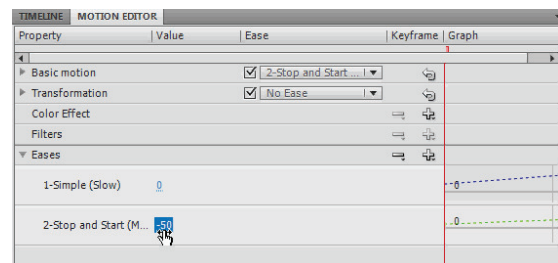 TIMELINE MOTION EDITOR
Property Value Ease Keyframe Graph
1
Basic motion 2-Stop and Start ...
Transformation No Ease
Color Effect
Filters
Eases
1-Simple (Slow) 0 0
2-Stop and Start (M... -50 0